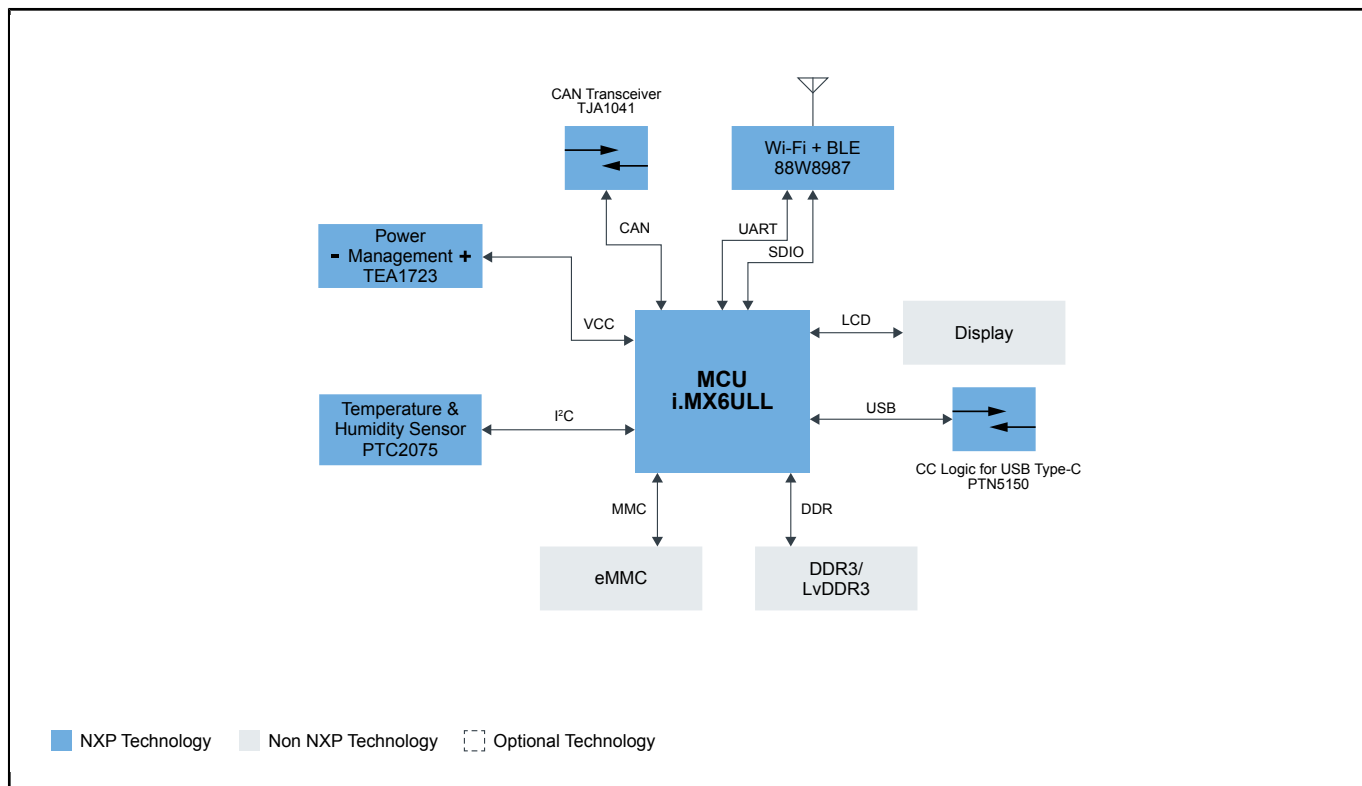 CAN Transceiver
TJA1041
Wi-Fi + BLE
88W8987
CAN
UART
SDIO
Power
- Management +
TEA1723
VCC
LCD
Display
MCU
i.MX6ULL
Temperature &
Humidity Sensor
PTC2075
I²C
USB
CC Logic for USB Type-C
PTN5150
MMC
DDR
eMMC
DDR3/
LvDDR3
NXP Technology
Non NXP Technology
Optional Technology